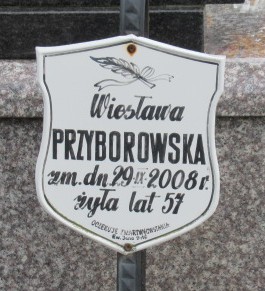 Wiesława
PRZYBOROWSKA
zm. dn. 29 IX 2008 r.
żyła lat 57